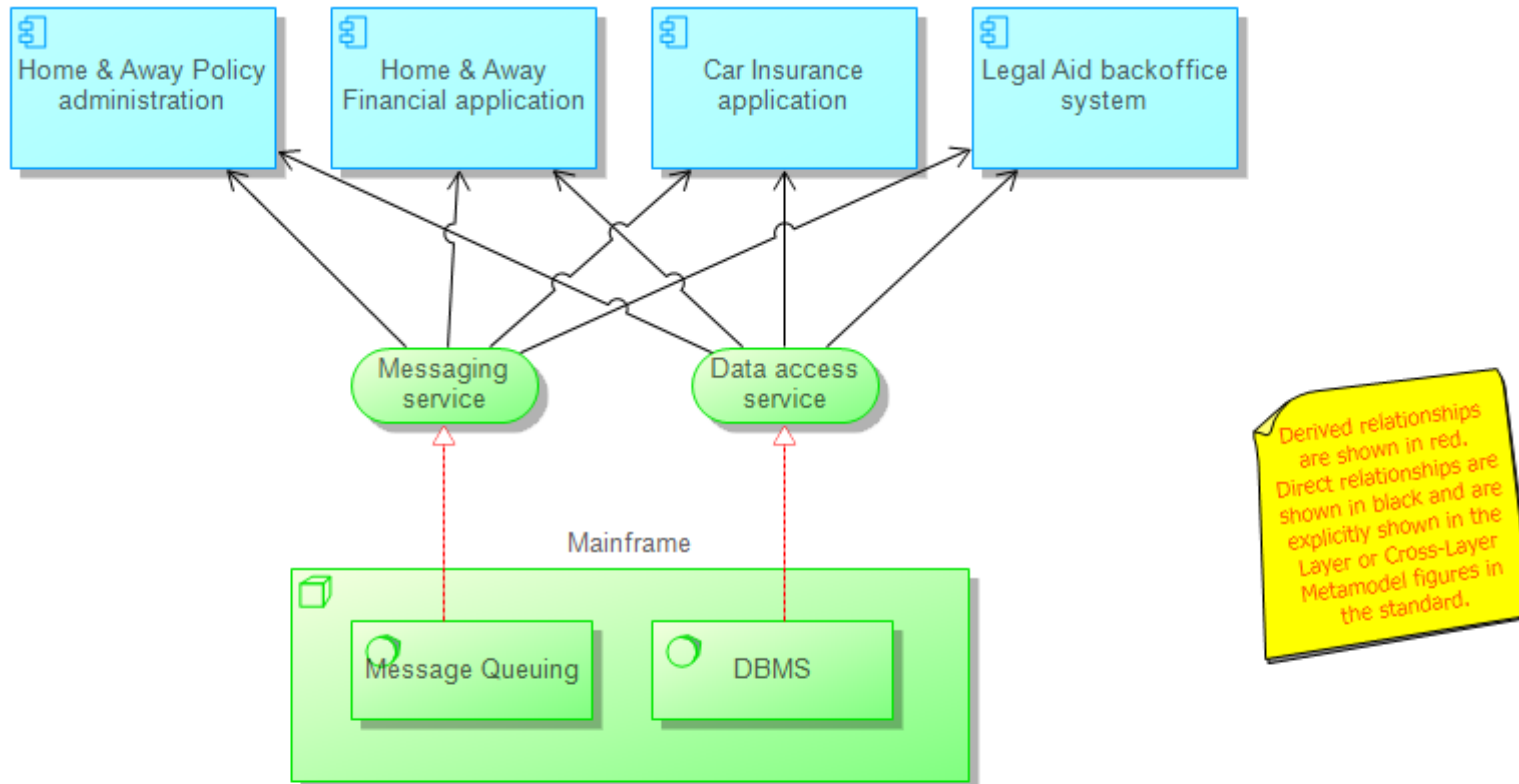 Home & Away Policy
administration
Home & Away
Financial application
Car Insurance
application
Legal Aid backoffice
system
Messaging
service
Data access
service
Mainframe
Message Queuing
DBMS
Derived relationships
are shown in red.
Direct relationships are
shown in black and are
explicitly shown in the
Layer or Cross-Layer
Metamodel figures in
the standard.